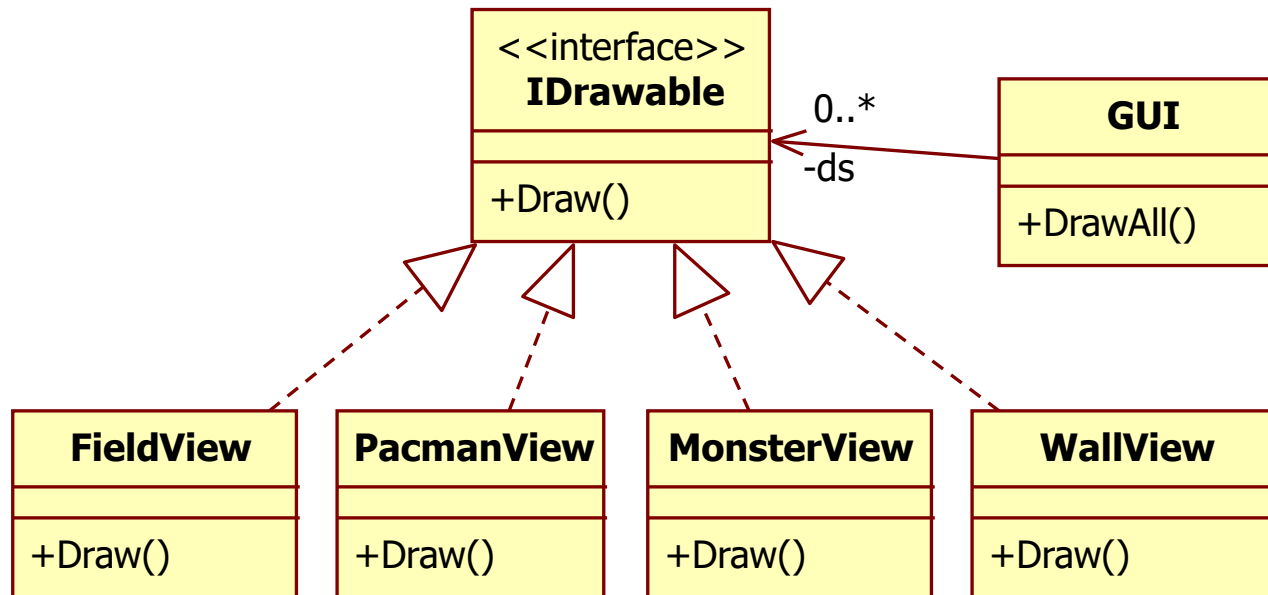 <<interface>>
IDrawable
+Draw()
0..*
-ds
GUI
+DrawAll()
FieldView
+Draw()
PacmanView
+Draw()
MonsterView
+Draw()
WallView
+Draw()